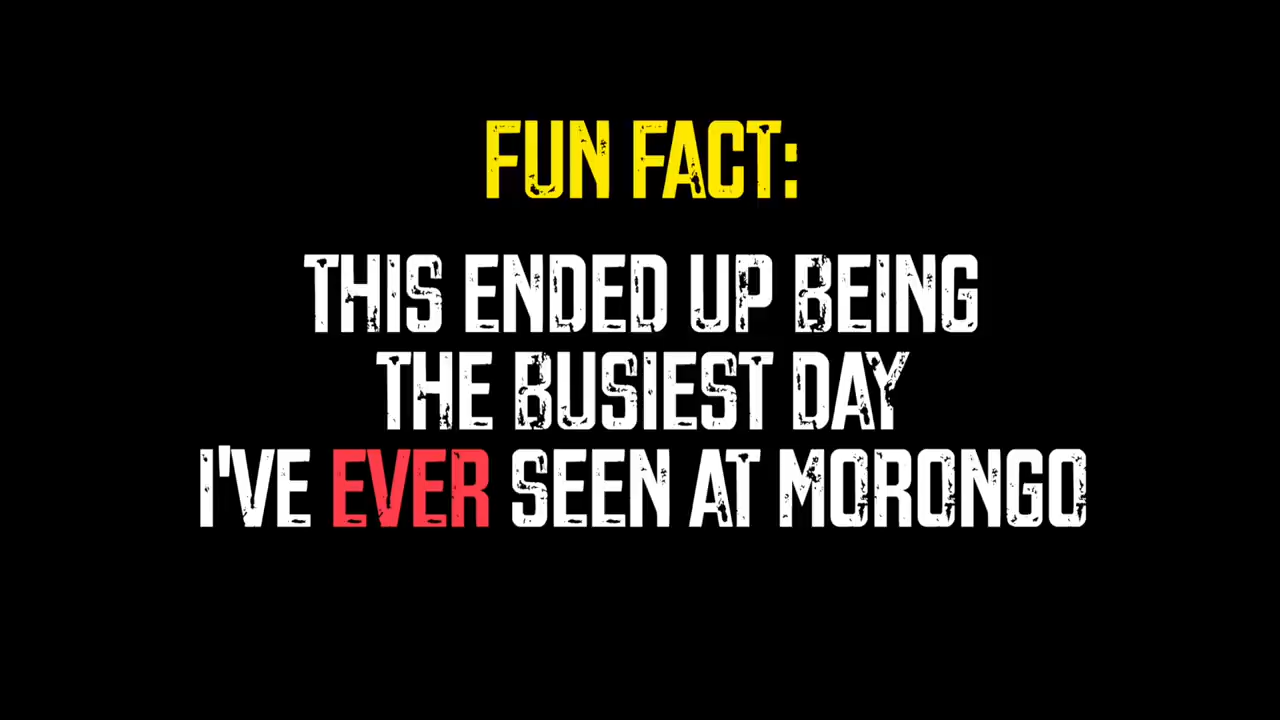 FUN FACT:
THIS ENDED UP BEING
THE BUSIEST DAY
I'VE EVER SEEN AT MORONGO